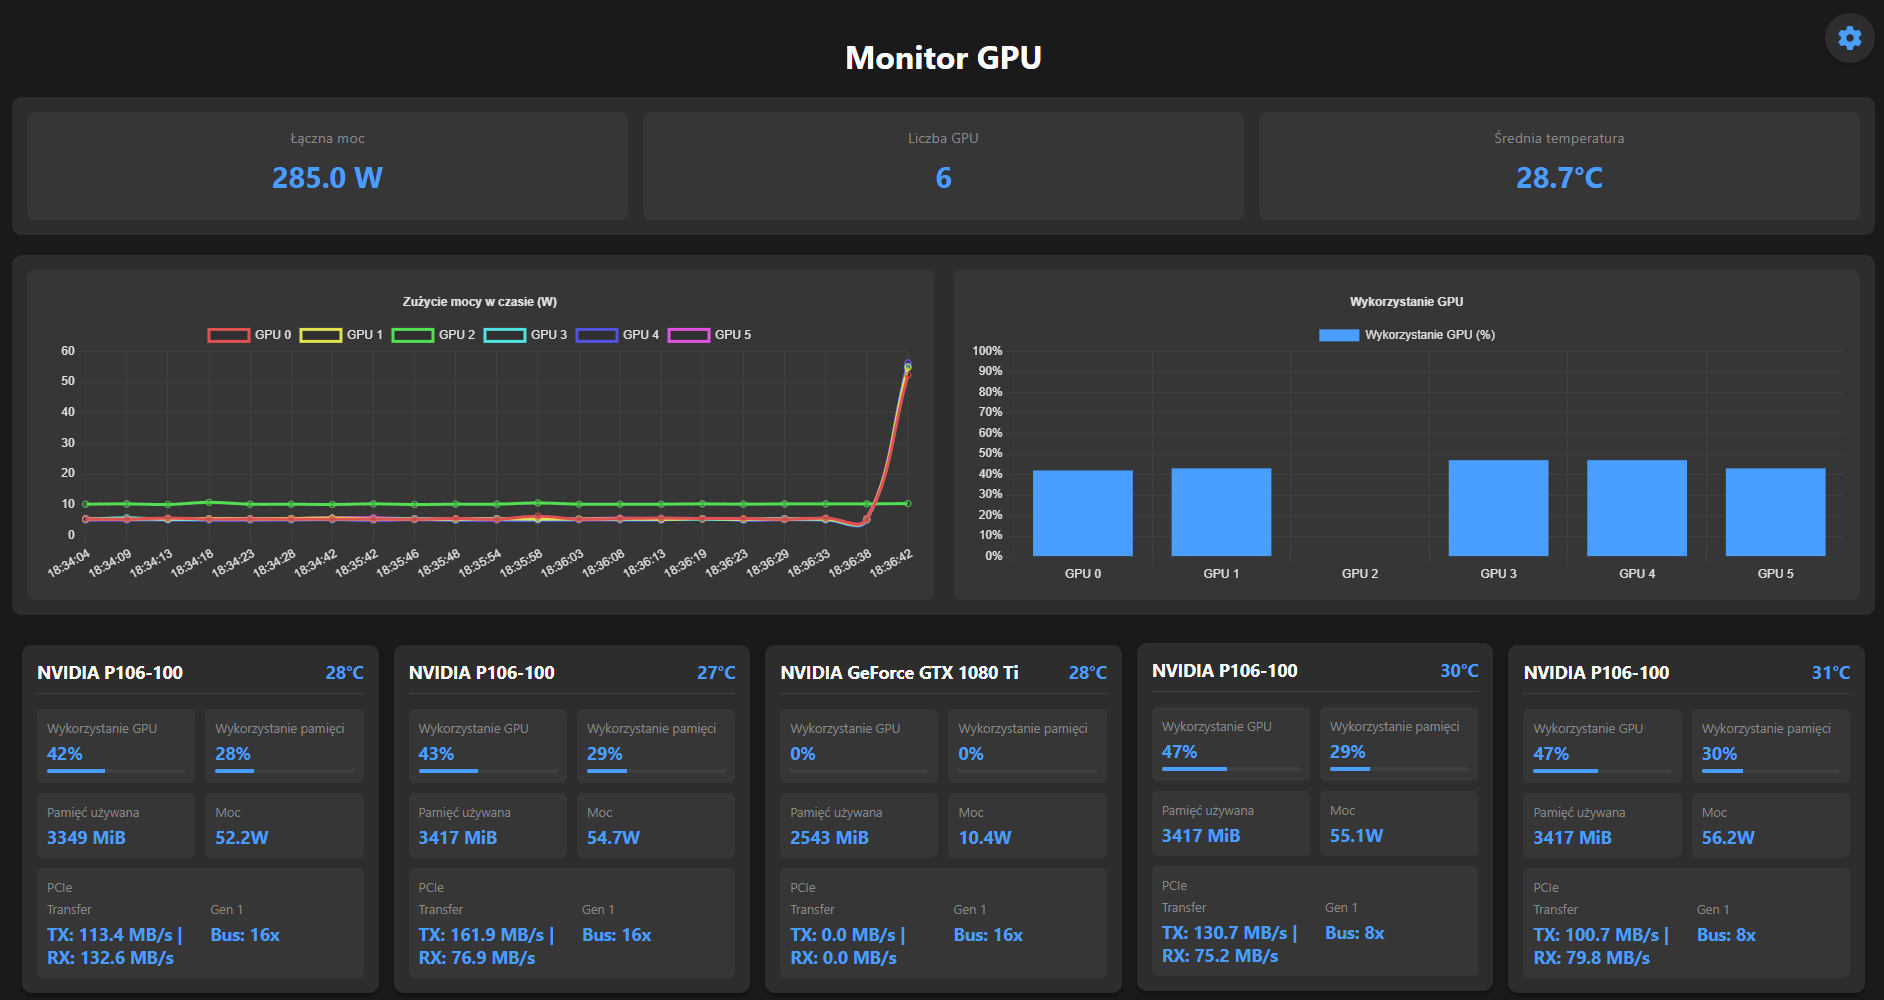 Monitor GPU
Łączna moc
285.0 W
Liczba GPU
6
Średnia temperatura
28.7°C
Zużycie mocy w czasie (W)
GPU 0 GPU 1 GPU 2 GPU 3 GPU 4 GPU 5
60
50
40
30
20
10
0
18:34:04 18:34:09 18:34:13 18:34:18 18:34:23 18:34:28 18:34:42 18:35:42 18:35:46 18:35:48 18:35:54 18:35:58 18:36:03 18:36:08 18:36:13 18:36:19 18:36:23 18:36:29 18:36:33 18:36:38 18:36:42
Wykorzystanie GPU
Wykorzystanie GPU (%)
100%
90%
80%
70%
60%
50%
40%
30%
20%
10%
0%
GPU 0 GPU 1 GPU 2 GPU 3 GPU 4 GPU 5
NVIDIA P106-100 28°C
Wykorzystanie GPU Wykorzystanie pamięci
42% 28%
Pamięć używana Moc
3349 MiB 52.2W
PCIe
Transfer Gen 1
TX: 113.4 MB/s | Bus: 16x
RX: 132.6 MB/s
NVIDIA P106-100 27°C
Wykorzystanie GPU Wykorzystanie pamięci
43% 29%
Pamięć używana Moc
3417 MiB 54.7W
PCIe
Transfer Gen 1
TX: 161.9 MB/s | Bus: 16x
RX: 76.9 MB/s
NVIDIA GeForce GTX 1080 Ti 28°C
Wykorzystanie GPU Wykorzystanie pamięci
0% 0%
Pamięć używana Moc
2543 MiB 10.4W
PCIe
Transfer Gen 1
TX: 0.0 MB/s | Bus: 16x
RX: 0.0 MB/s
NVIDIA P106-100 30°C
Wykorzystanie GPU Wykorzystanie pamięci
47% 29%
Pamięć używana Moc
3417 MiB 55.1W
PCIe
Transfer Gen 1
TX: 130.7 MB/s | Bus: 8x
RX: 75.2 MB/s
NVIDIA P106-100 31°C
Wykorzystanie GPU Wykorzystanie pamięci
47% 30%
Pamięć używana Moc
3417 MiB 56.2W
PCIe
Transfer Gen 1
TX: 100.7 MB/s | Bus: 8x
RX: 79.8 MB/s